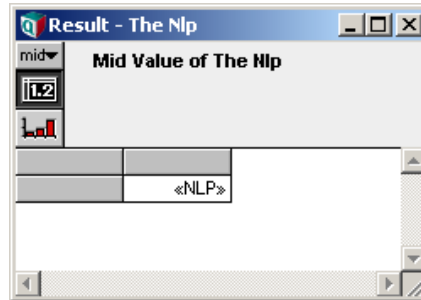 Result - The Nlp
mid
Mid Value of The Nlp
1.2
«NLP»